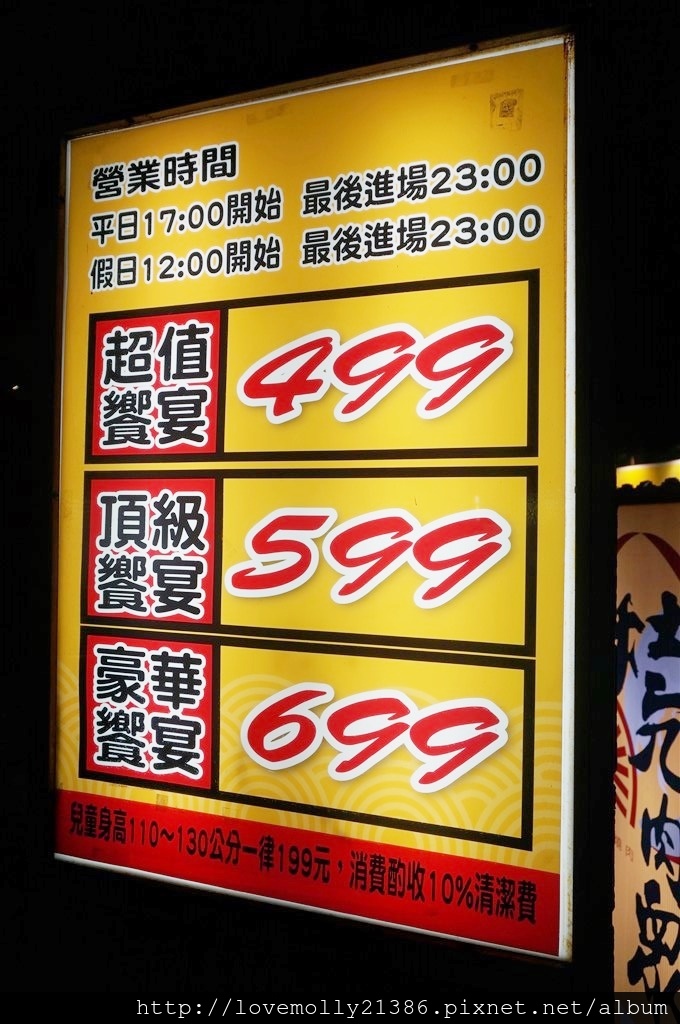 營業時間
平日17:00開始 最後進場23:00
假日12:00開始 最後進場23:00
超值
饗宴
499
頂級
饗宴
599
豪華
饗宴
699
兒童身高110～130公分一律199元，消費酌收10%清潔費
燒肉
http://lovemolly21386.pixnet.net/album